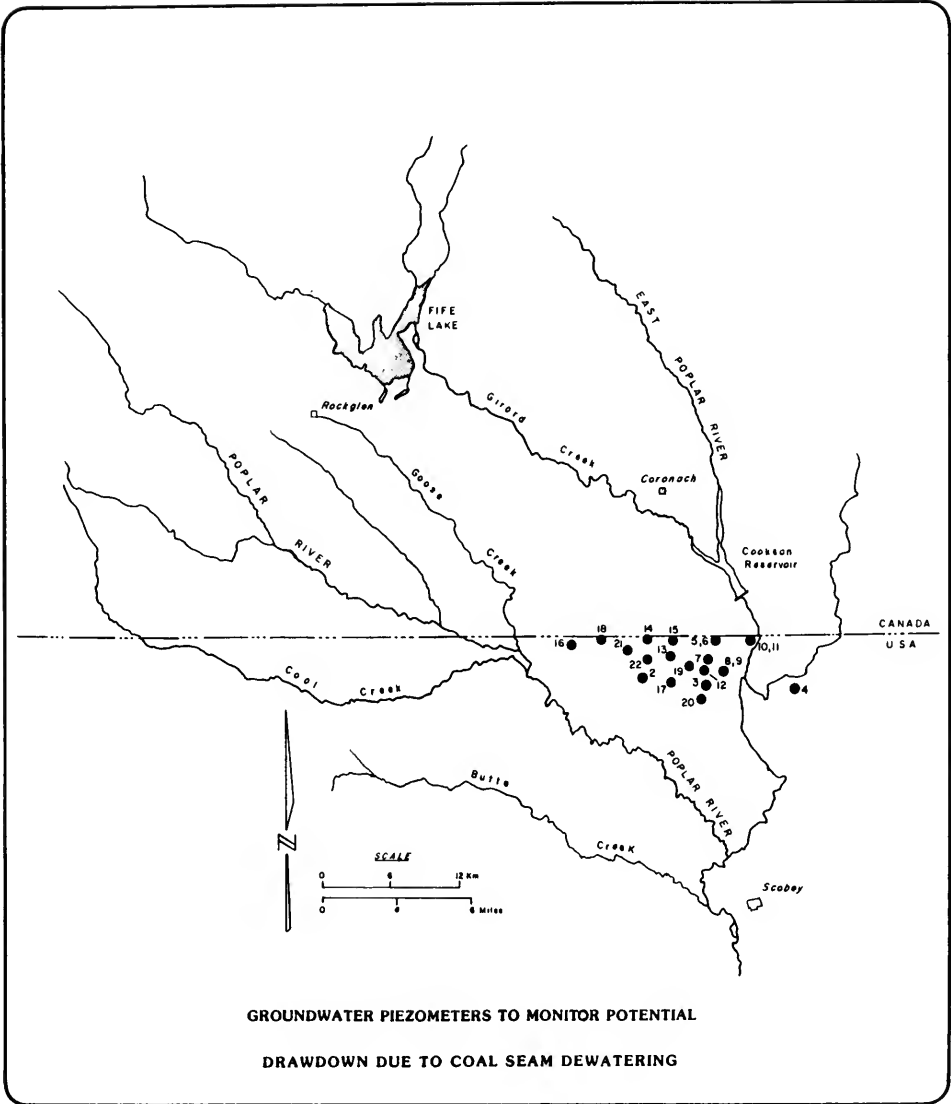 FIFE
LAKE
EAST
POPLAR
RIVER
Rockglen
Girard
Creek
POPLAR
RIVER
Goose
Creek
Coronach
Cookson
Reservoir
CANADA
USA
16
18
14
15
5,6
10,11
21
13
7
8,9
22
2
19
17
3
12
4
20
Cool
Creek
POPLAR RIVER
Butte
Creek
N
SCALE
0 6 12 Km
0 4 8 Miles
Scobey
GROUNDWATER PIEZOMETERS TO MONITOR POTENTIAL
DRAWDOWN DUE TO COAL SEAM DEWATERING